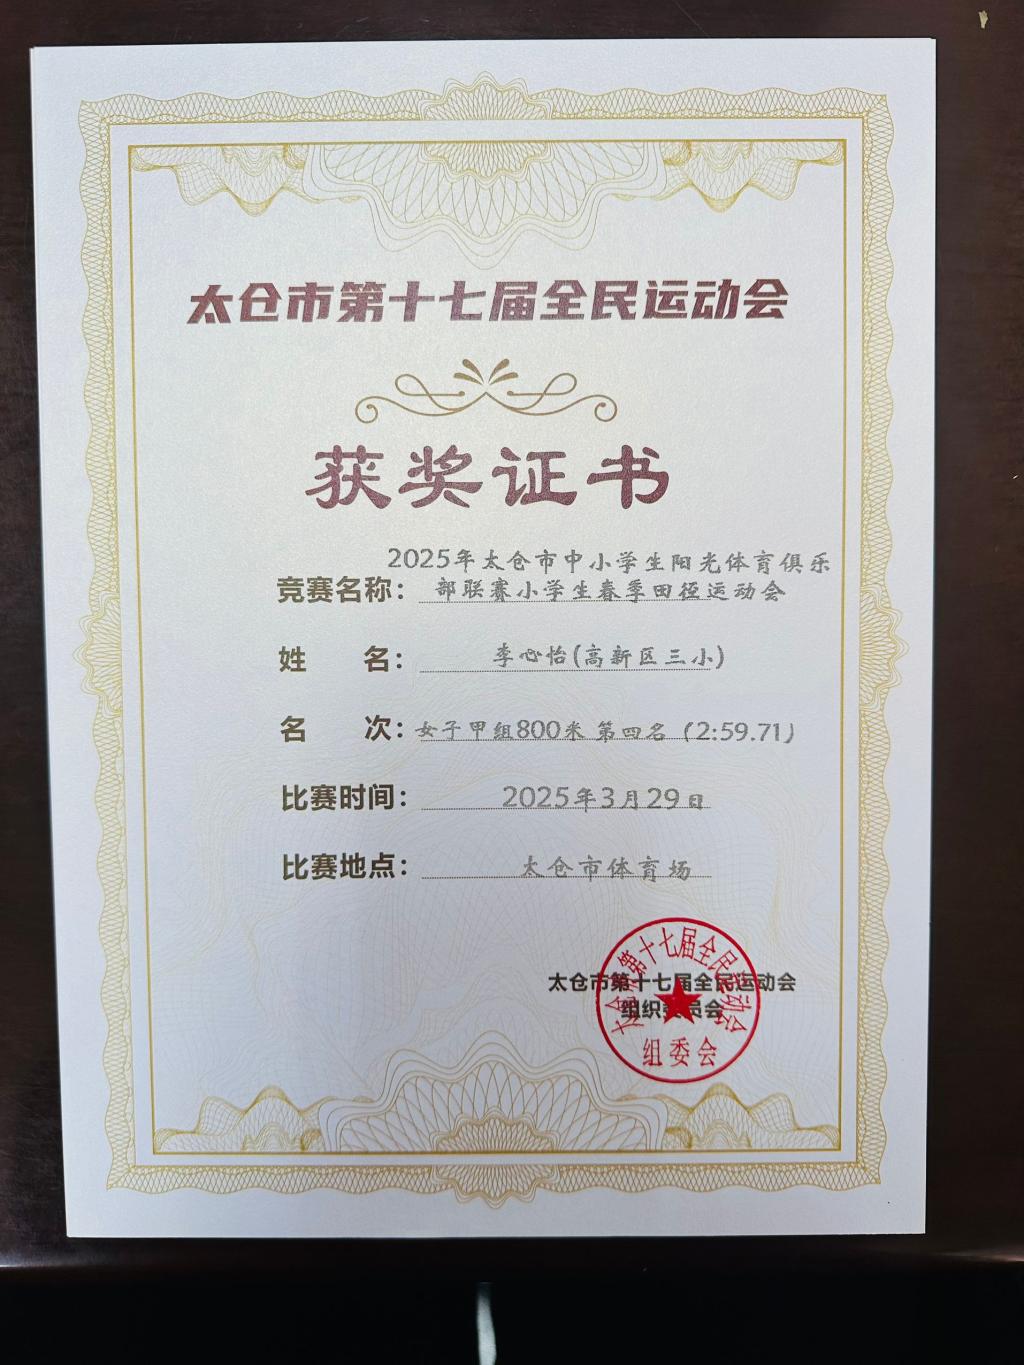 太仓市第十七届全民运动会
获奖证书
2025年太仓市中小学生阳光体育俱乐
竞赛名称：部联赛小学生春季田径运动会
姓 名：李心怡(高新区三小)
名 次：女子甲组800米 第四名（2:59.71）
比赛时间：2025年3月29日
比赛地点：太仓市体育场
太仓市第十七届全民运动会
组织委员会
太仓市第十七届全民运动会
组委会